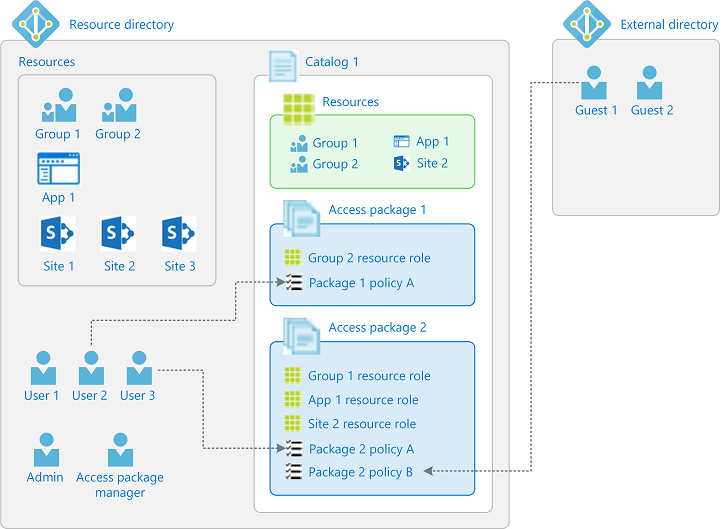 Resource directory
External directory
Resources
Group 1
Group 2
App 1
Site 1
Site 2
Site 3
Catalog 1
Resources
Group 1
App 1
Group 2
Site 2
Access package 1
Group 2 resource role
Package 1 policy A
Access package 2
Group 1 resource role
App 1 resource role
Site 2 resource role
Package 2 policy A
Package 2 policy B
User 1
User 2
User 3
Admin
Access package
manager
Guest 1
Guest 2